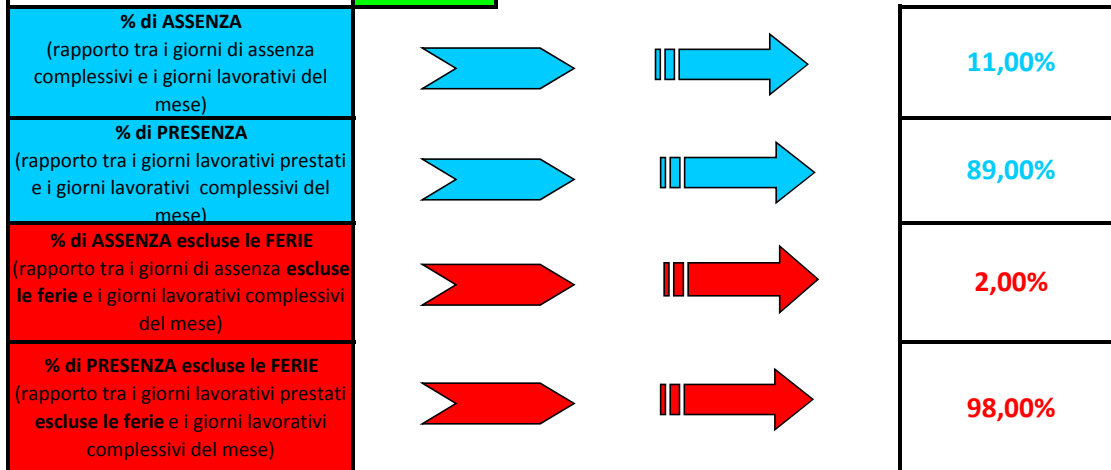 % di ASSENZA
(rapporto tra i giorni di assenza
complessivi e i giorni lavorativi del
mese)
11,00%
% di PRESENZA
(rapporto tra i giorni lavorativi prestati
e i giorni lavorativi complessivi del
mese)
89,00%
% di ASSENZA escluse le FERIE
(rapporto tra i giorni di assenza escluse
le ferie e i giorni lavorativi complessivi
del mese)
2,00%
% di PRESENZA escluse le FERIE
(rapporto tra i giorni lavorativi prestati
escluse le ferie e i giorni lavorativi
complessivi del mese)
98,00%